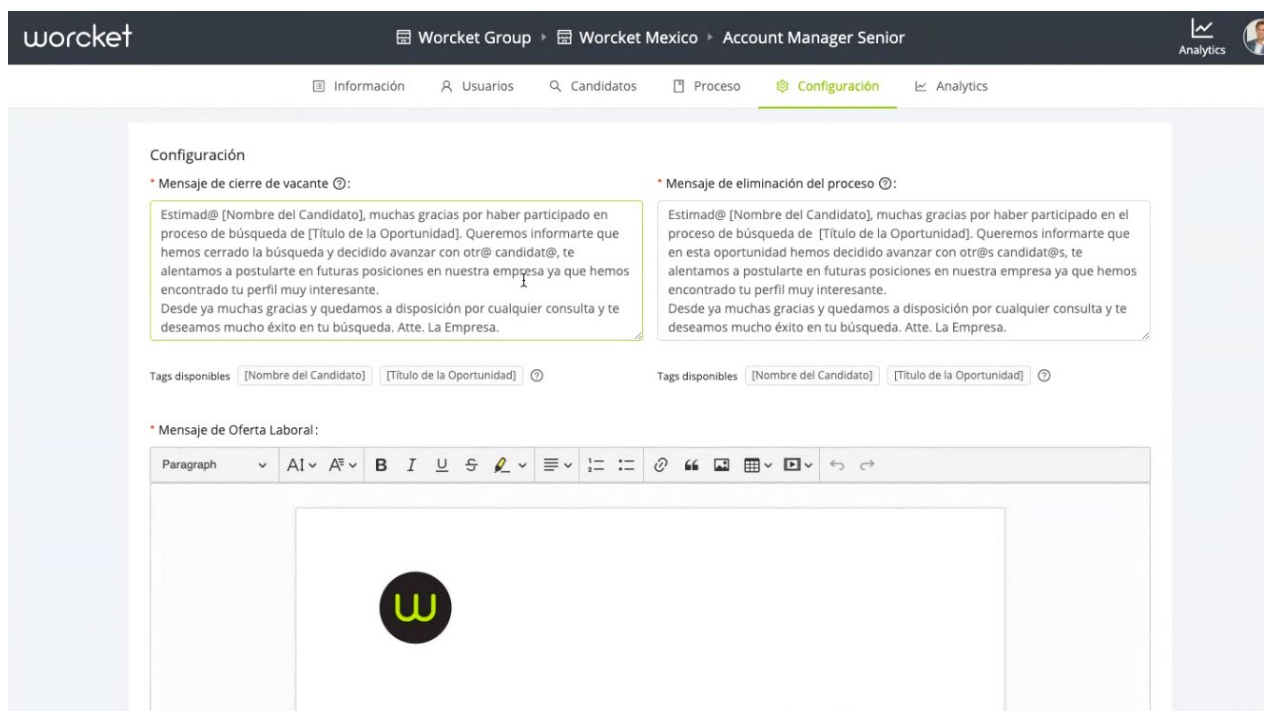 worcket
Worcket Group
Worcket Mexico
Account Manager Senior
Analytics
Información
Usuarios
Candidatos
Proceso
Configuración
Analytics
Configuración
* Mensaje de cierre de vacante ?:
Estimad@ [Nombre del Candidato], muchas gracias por haber participado en
proceso de búsqueda de [Título de la Oportunidad]. Queremos informarte que
hemos cerrado la búsqueda y decidido avanzar con otr@ candidat@, te
alentamos a postularte en futuras posiciones en nuestra empresa ya que hemos
encontrado tu perfil muy interesante.
Desde ya muchas gracias y quedamos a disposición por cualquier consulta y te
deseamos mucho éxito en tu búsqueda. Atte. La Empresa.
Tags disponibles [Nombre del Candidato] [Título de la Oportunidad] ?
* Mensaje de eliminación del proceso ?:
Estimad@ [Nombre del Candidato], muchas gracias por haber participado en el
proceso de búsqueda de [Título de la Oportunidad]. Queremos informarte que
en esta oportunidad hemos decidido avanzar con otr@s candidat@s, te
alentamos a postularte en futuras posiciones en nuestra empresa ya que hemos
encontrado tu perfil muy interesante.
Desde ya muchas gracias y quedamos a disposición por cualquier consulta y te
deseamos mucho éxito en tu búsqueda. Atte. La Empresa.
Tags disponibles [Nombre del Candidato] [Título de la Oportunidad] ?
* Mensaje de Oferta Laboral:
Paragraph
w